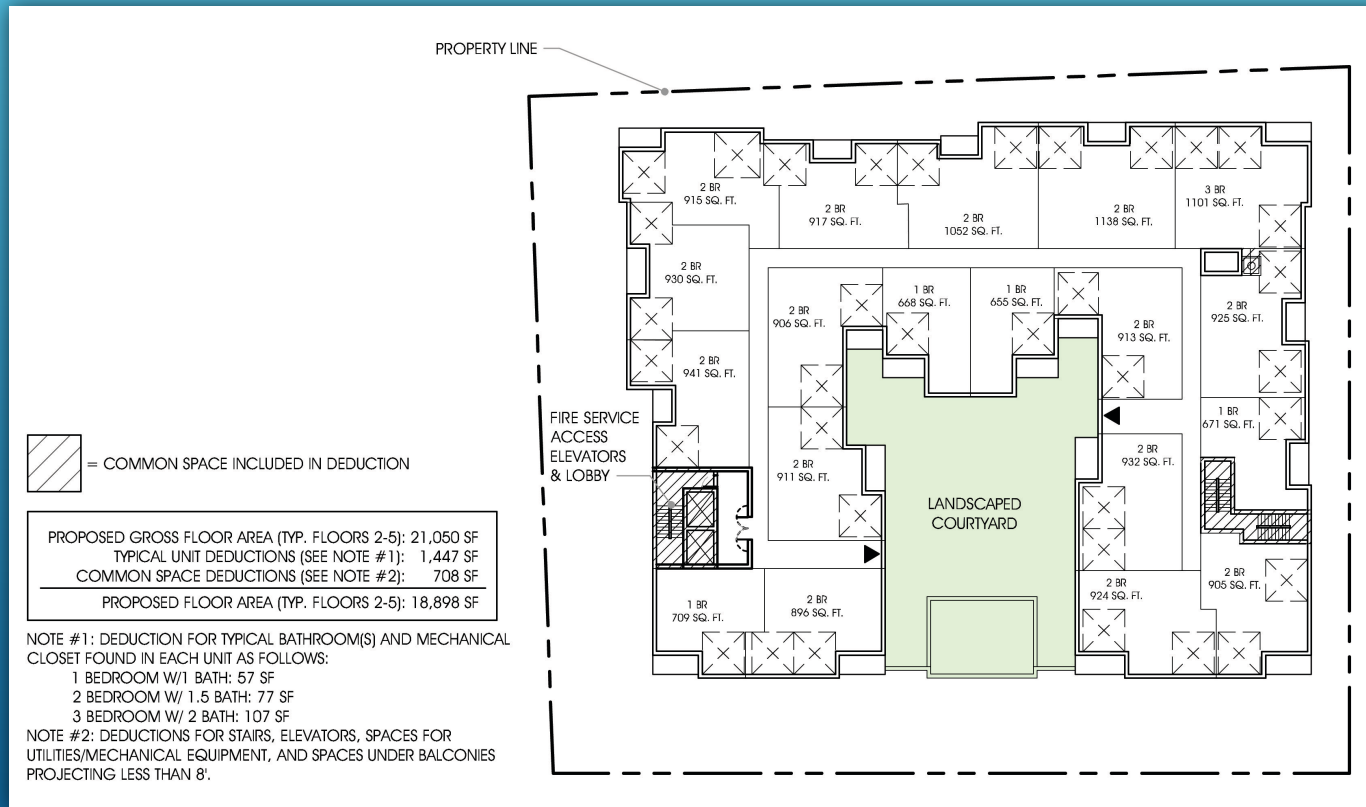 PROPERTY LINE
2 BR
915 SQ. FT.
2 BR
917 SQ. FT.
2 BR
1052 SQ. FT.
2 BR
1138 SQ. FT.
3 BR
1101 SQ. FT.
2 BR
930 SQ. FT.
2 BR
906 SQ. FT.
1 BR
668 SQ. FT.
1 BR
655 SQ. FT.
2 BR
913 SQ. FT.
2 BR
925 SQ. FT.
2 BR
941 SQ. FT.
1 BR
671 SQ. FT.
FIRE SERVICE
ACCESS
ELEVATORS
& LOBBY
2 BR
911 SQ. FT.
2 BR
932 SQ. FT.
LANDSCAPED
COURTYARD
1 BR
709 SQ. FT.
2 BR
896 SQ. FT.
2 BR
924 SQ. FT.
2 BR
905 SQ. FT.
= COMMON SPACE INCLUDED IN DEDUCTION
PROPOSED GROSS FLOOR AREA (TYP. FLOORS 2-5): 21,050 SF
TYPICAL UNIT DEDUCTIONS (SEE NOTE #1): 1,447 SF
COMMON SPACE DEDUCTIONS (SEE NOTE #2): 708 SF
PROPOSED FLOOR AREA (TYP. FLOORS 2-5): 18,898 SF
NOTE #1: DEDUCTION FOR TYPICAL BATHROOM(S) AND MECHANICAL
CLOSET FOUND IN EACH UNIT AS FOLLOWS:
1 BEDROOM W/1 BATH: 57 SF
2 BEDROOM W/ 1.5 BATH: 77 SF
3 BEDROOM W/ 2 BATH: 107 SF
NOTE #2: DEDUCTIONS FOR STAIRS, ELEVATORS, SPACES FOR
UTILITIES/MECHANICAL EQUIPMENT, AND SPACES UNDER BALCONIES
PROJECTING LESS THAN 8'.